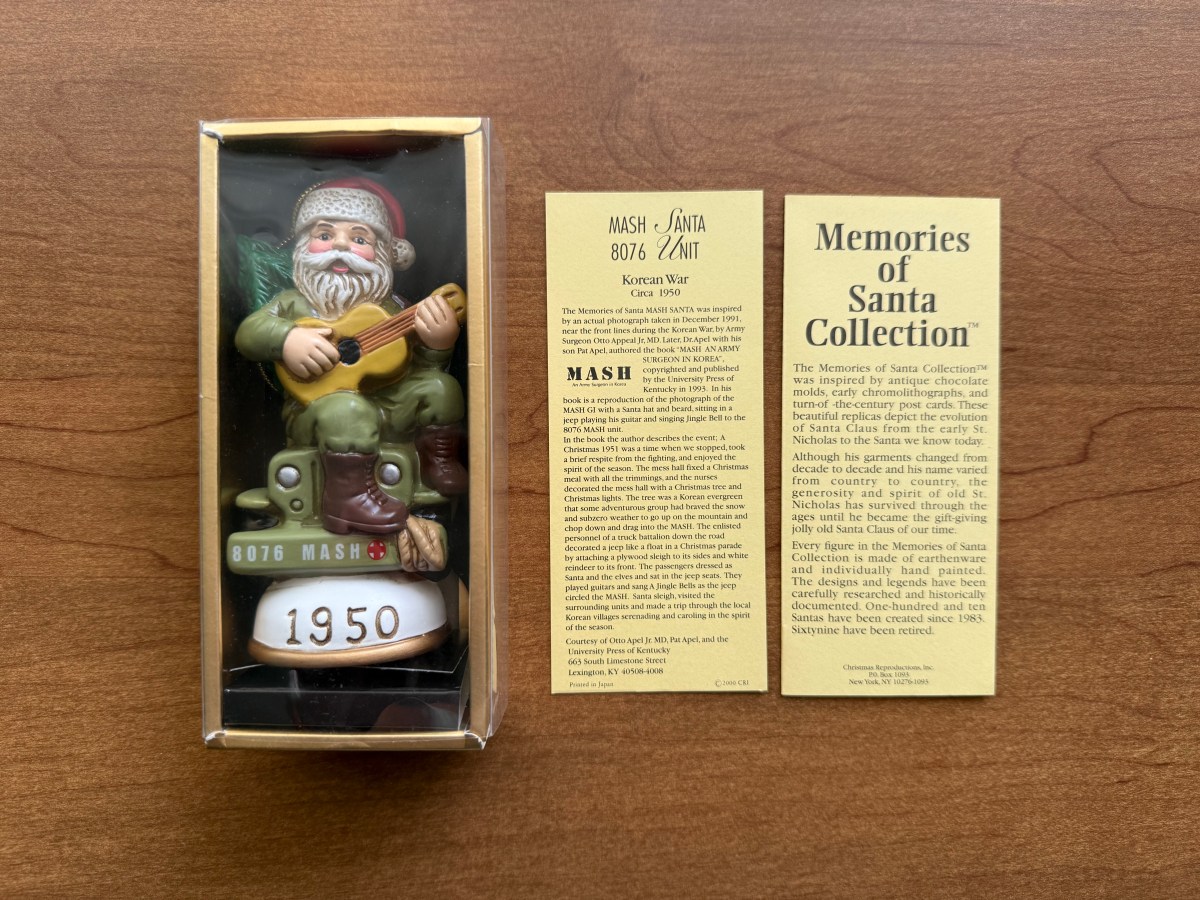 8076 MASH
1950
MASH SANTA
8076 UNIT
Korean War
Circa 1950
The Memories of Santa MASH SANTA was inspired
by an actual photograph taken in December 1991,
near the front lines during the Korean War, by Army
Surgeon Otto Appeal Jr, MD. Later, Dr. Apel with his
son Pat Apel, authored the book "MASH AN ARMY
SURGEON IN KOREA",
copyrighted and published
by the University Press of
Kentucky in 1993. In his
MASH
An Army Surgeon in Korea
book is a reproduction of the photograph of the
MASH GI with a Santa hat and beard, sitting in a
jeep playing his guitar and singing Jingle Bell to the
8076 MASH unit.
In the book the author describes the event; A
Christmas 1951 was a time when we stopped, took
a brief respite from the fighting, and enjoyed the
spirit of the season. The mess hall fixed a Christmas
meal with all the trimmings, and the nurses
decorated the mess hall with a Christmas tree and
Christmas lights. The tree was a Korean evergreen
that some adventurous group had braved the snow
and subzero weather to go up on the mountain and
chop down and drag into the MASH. The enlisted
personnel of a truck battalion down the road
decorated a jeep like a float in a Christmas parade
by attaching a plywood sleigh to its sides and white
reindeer to its front. The passengers dressed as
Santa and the elves and sat in the jeep seats. They
played guitars and sang A Jingle Bells as the jeep
circled the MASH. Santa sleigh, visited the
surrounding units and made a trip through the local
Korean villages serenading and caroling in the spirit
of the season.
Courtesy of Otto Apel Jr. MD, Pat Apel, and the
University Press of Kentucky
663 South Limestone Street
Lexington, KY 40508-4008
Printed in Japan
©2000 CRI
Memories
of
Santa
Collection™
The Memories of Santa Collection™
was inspired by antique chocolate
molds, early chromolithographs, and
turn-of -the-century post cards. These
beautiful replicas depict the evolution
of Santa Claus from the early St.
Nicholas to the Santa we know today.
Although his garments changed from
decade to decade and his name varied
from country to country, the
generosity and spirit of old St.
Nicholas has survived through the
ages until he became the gift-giving
jolly old Santa Claus of our time.
Every figure in the Memories of Santa
Collection is made of earthenware
and individually hand painted.
The designs and legends have been
carefully researched and historically
documented. One-hundred and ten
Santas have been created since 1983.
Sixtynine have been retired.
Christmas Reproductions, Inc.
P.O. Box 1093
New York, NY 10276-1093